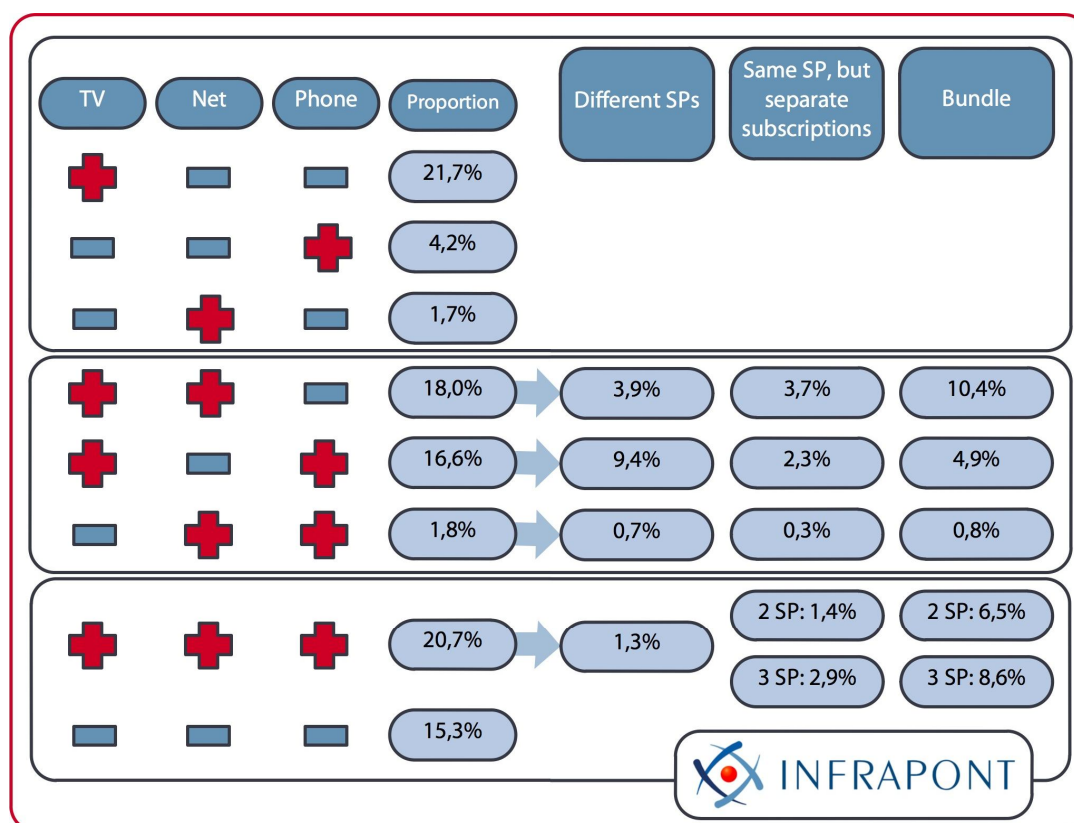 TV
Net
Phone
Proportion
Different SPs
Same SP, but
separate
subscriptions
Bundle
21,7%
4,2%
1,7%
18,0%
3,9%
3,7%
10,4%
16,6%
9,4%
2,3%
4,9%
1,8%
0,7%
0,3%
0,8%
20,7%
1,3%
2 SP: 1,4%
2 SP: 6,5%
3 SP: 2,9%
3 SP: 8,6%
15,3%
INFRAPONT